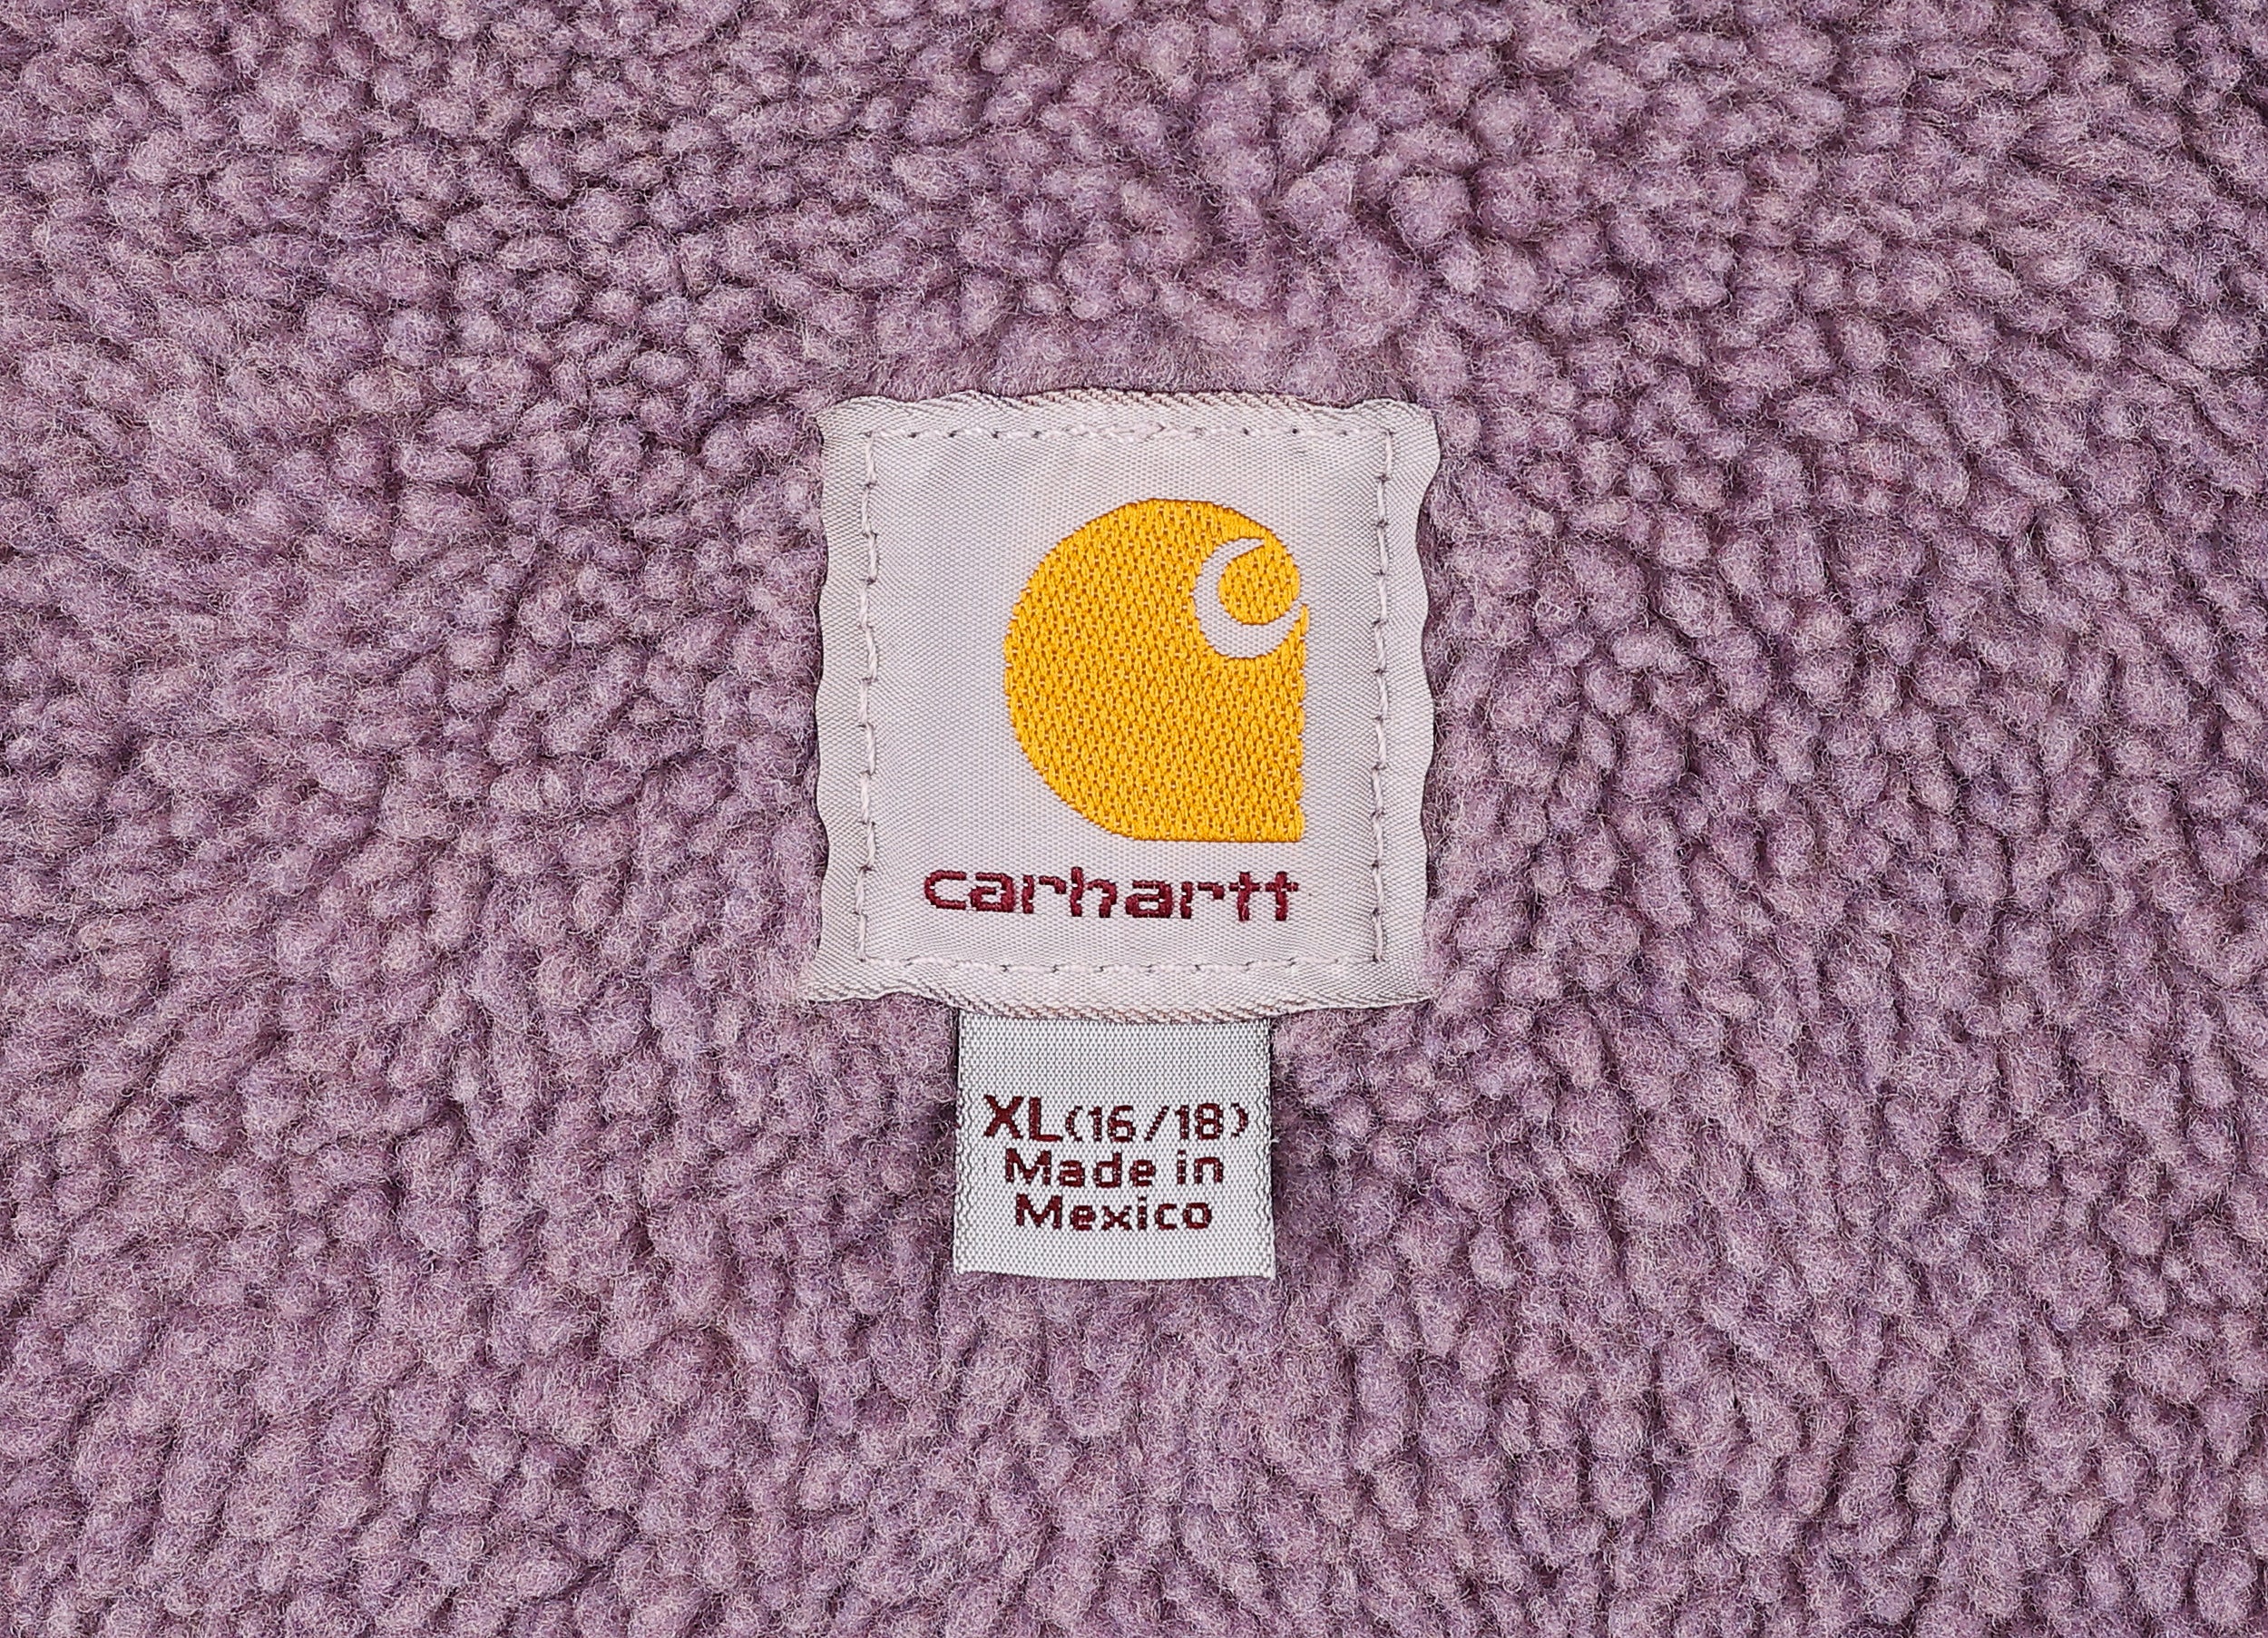 carhartt
XL(16/18)
Made in
Mexico